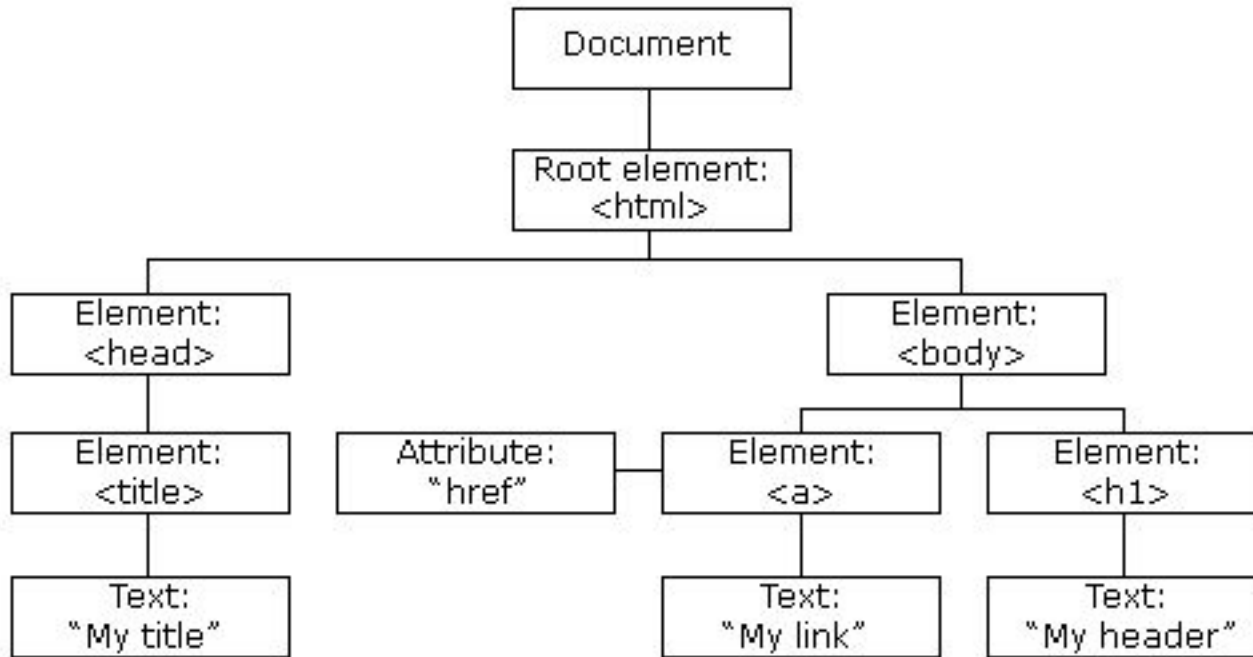 Document
Root element:
<html>
Element:
<head>
Element:
<body>
Element:
<title>
Attribute:
“href”
Element:
<a>
Element:
<h1>
Text:
“My title”
Text:
“My link”
Text:
“My header”